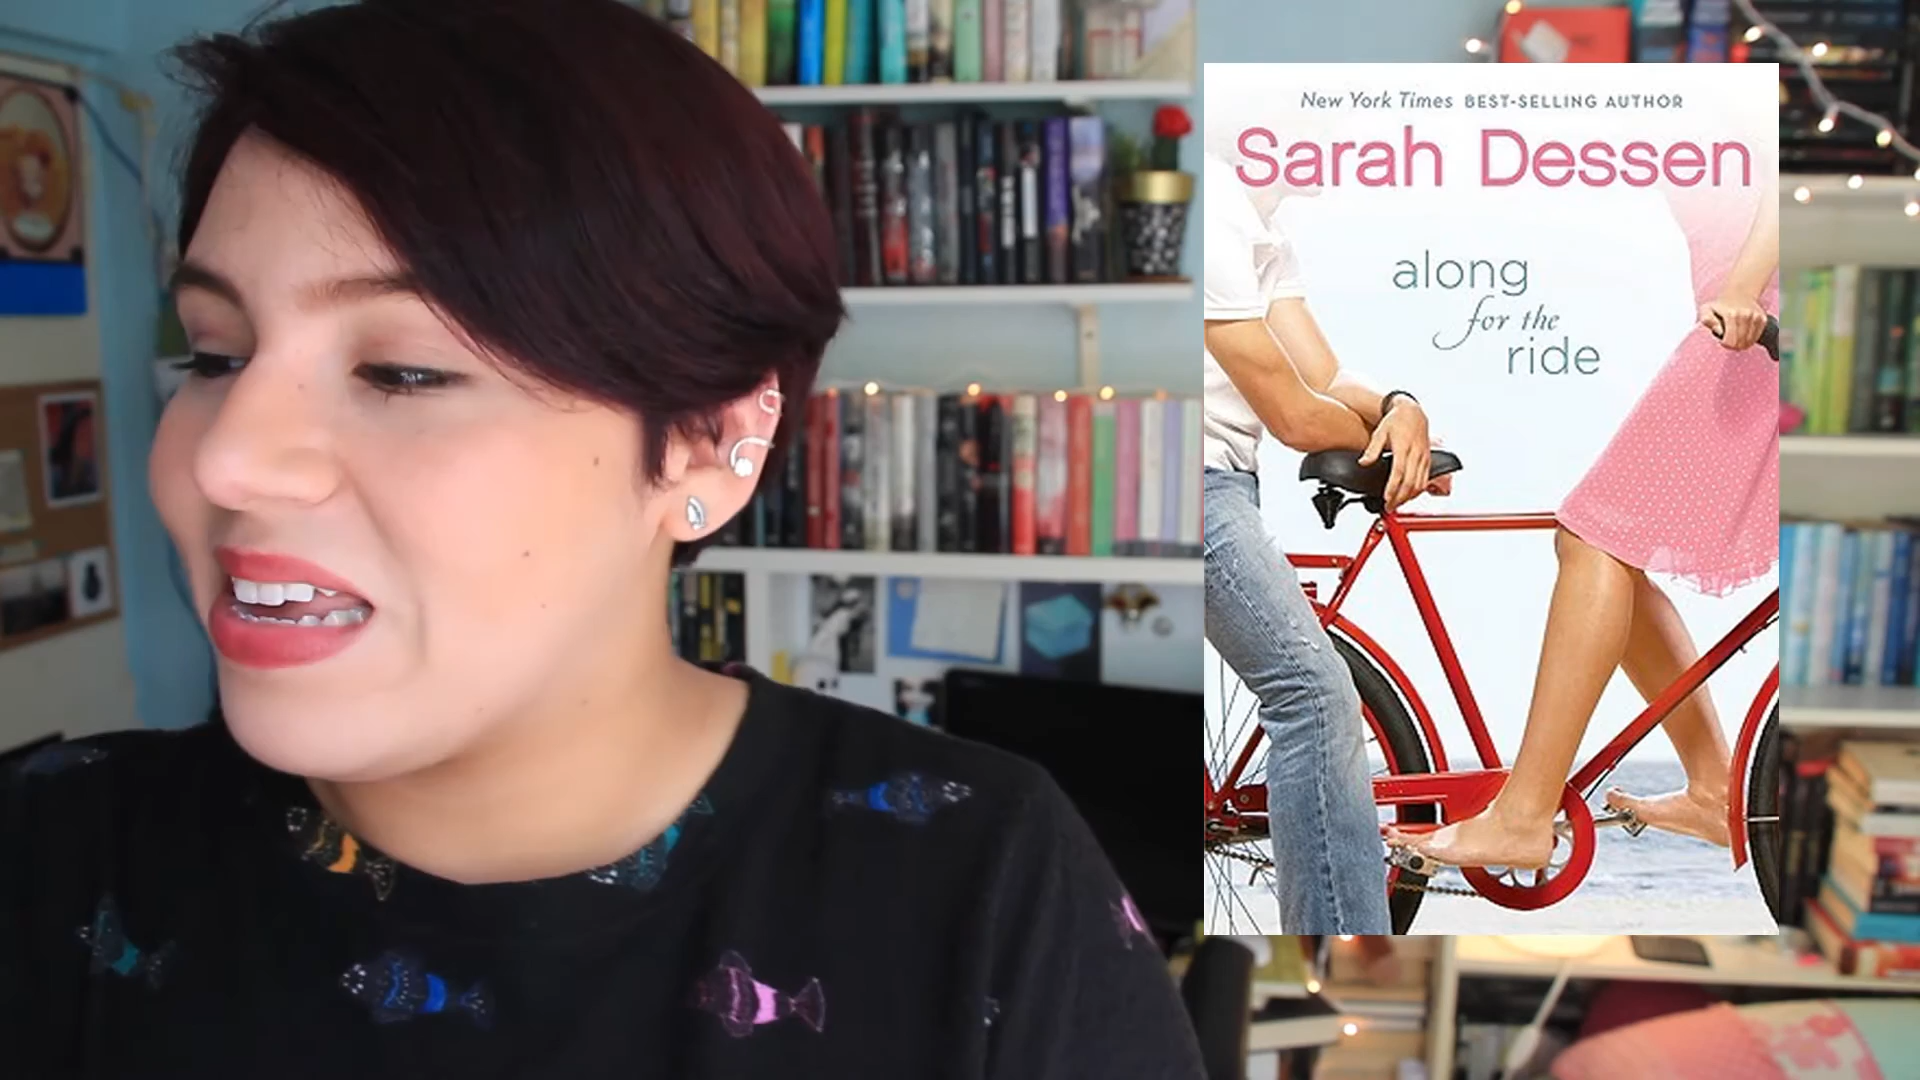 New York Times BEST-SELLING AUTHOR
Sarah Dessen
along
for the
ride